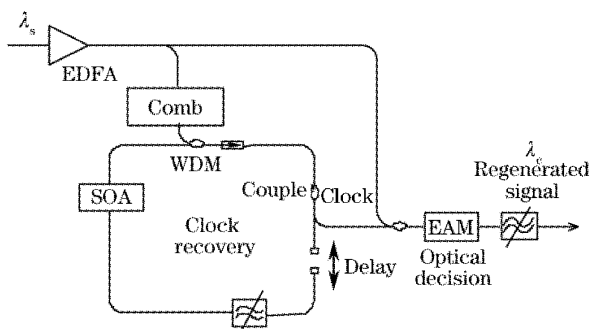 λs
EDFA
Comb
WDM
λc
Regenerated
signal
SOA
Couple
Clock
Clock
recovery
EAM
Delay
Optical
decision